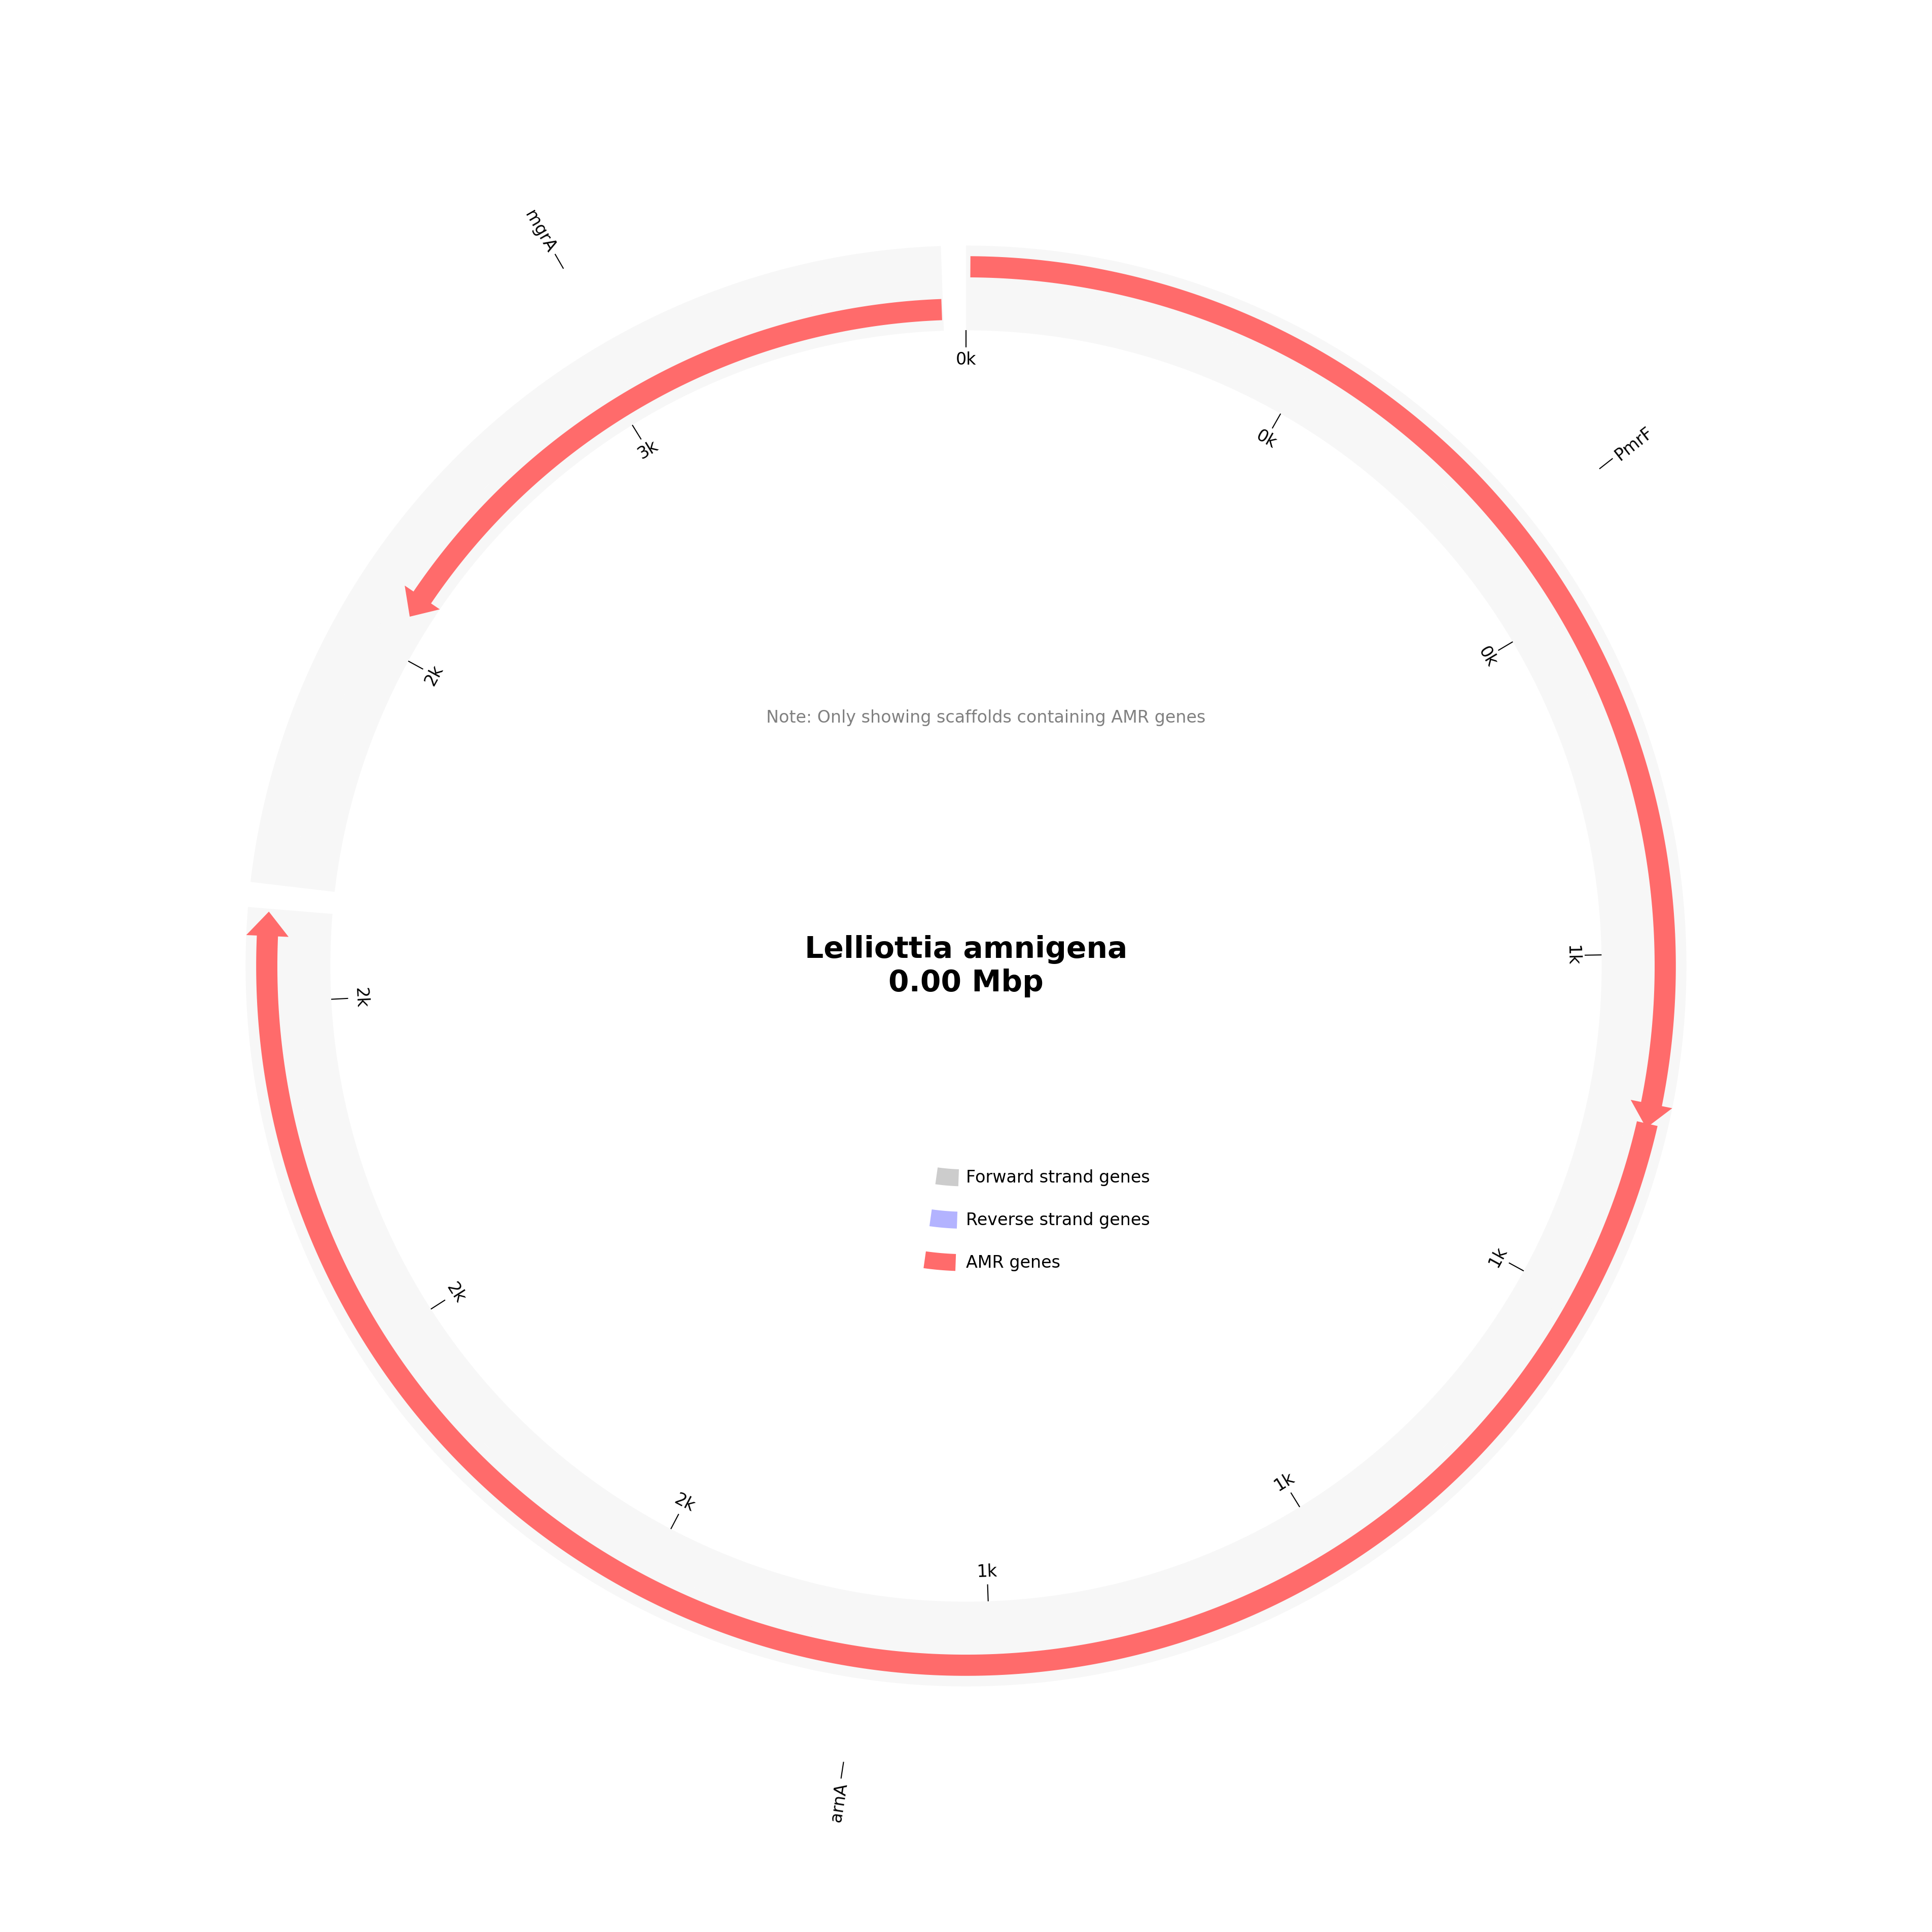 mgrA
PmrF
0k
0k
0k
1k
1k
1k
1k
2k
2k
2k
2k
3k
Note: Only showing scaffolds containing AMR genes
Lelliottia amnigena
0.00 Mbp
Forward strand genes
Reverse strand genes
AMR genes
arnA